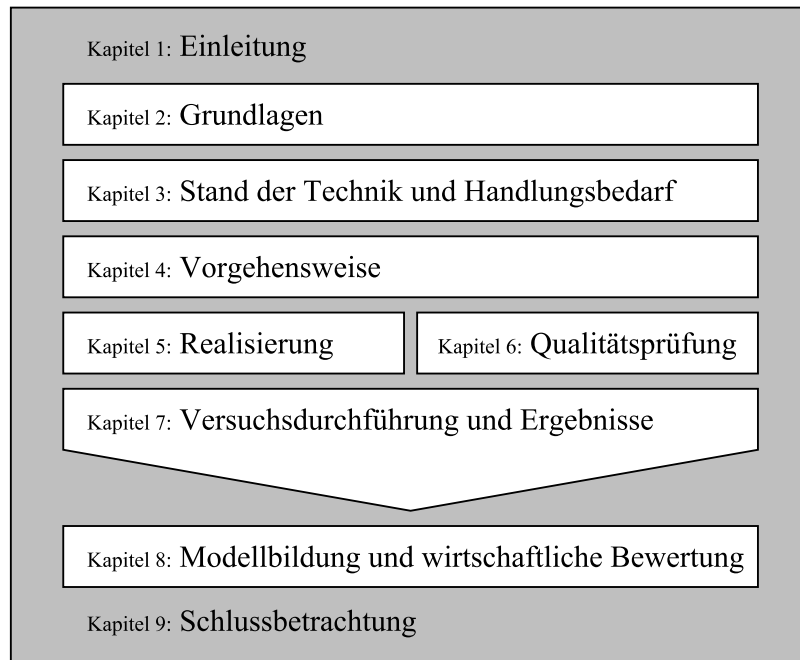 Kapitel 1: Einleitung
Kapitel 2: Grundlagen
Kapitel 3: Stand der Technik und Handlungsbedarf
Kapitel 4: Vorgehensweise
Kapitel 5: Realisierung
Kapitel 6: Qualitätsprüfung
Kapitel 7: Versuchsdurchführung und Ergebnisse
Kapitel 8: Modellbildung und wirtschaftliche Bewertung
Kapitel 9: Schlussbetrachtung